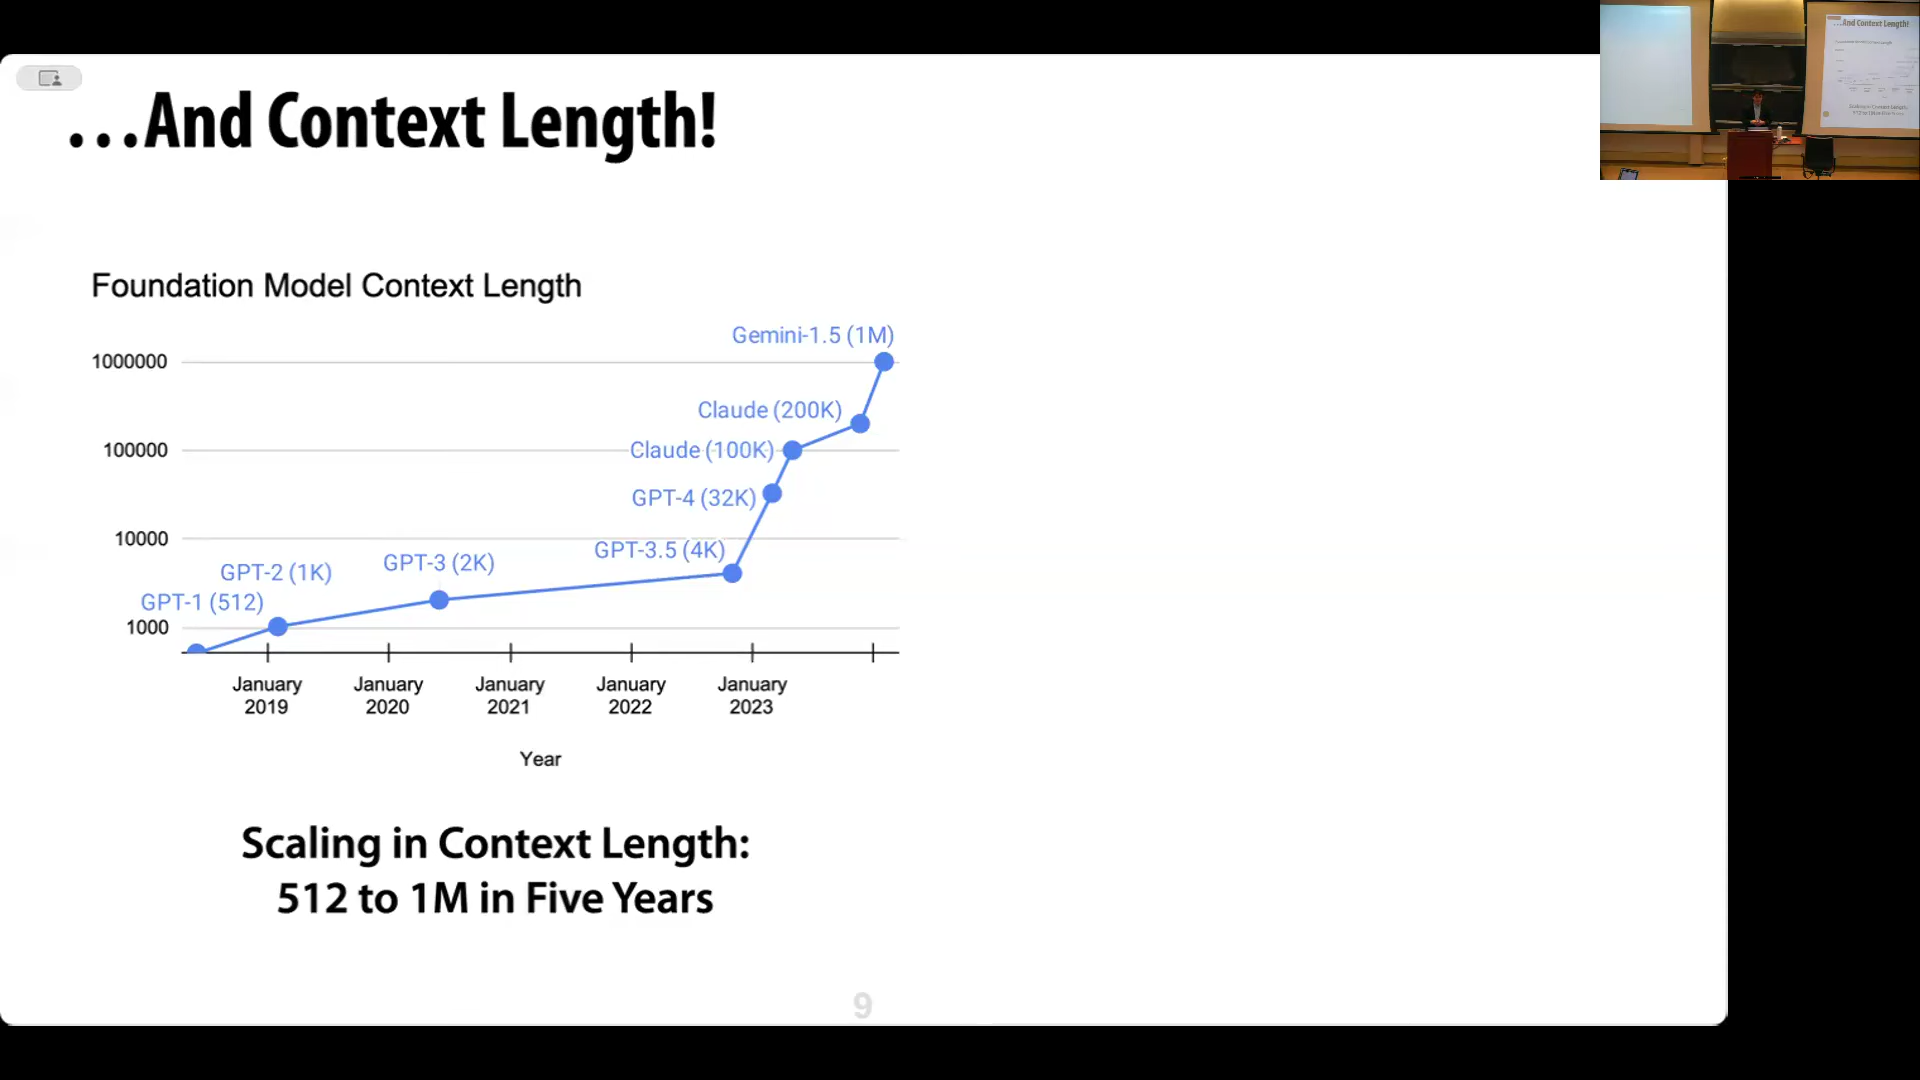 ...And Context Length!
Foundation Model Context Length
Gemini-1.5 (1M)
1000000
Claude (200K)
Claude (100K)
100000
GPT-4 (32K)
10000
GPT-3.5 (4K)
GPT-3 (2K)
GPT-2 (1K)
GPT-1 (512)
1000
January 2019
January 2020
January 2021
January 2022
January 2023
Year
Scaling in Context Length:
512 to 1M in Five Years
9
...And Context Length!